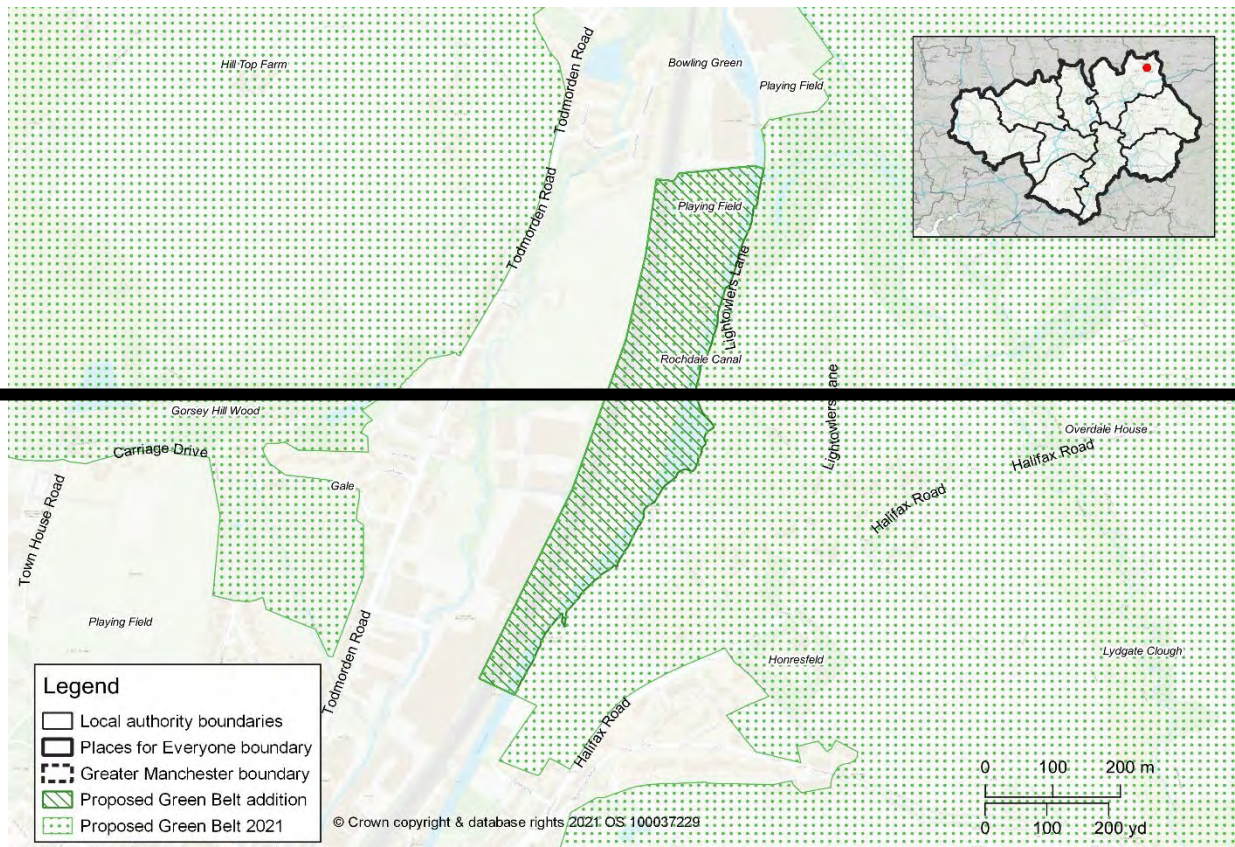 Hill Top Farm
Todmorden Road
Bowling Green
Playing Field
Todmorden Road
Playing Field
Lightowlers Lane
Rochdale Canal
Gorsey Hill Wood
Carriage Drive
Lightowlers Lane
Overdale House
Halifax Road
Gale
Halifax Road
Town House Road
Playing Field
Todmorden Road
Honresfeld
Lydgate Clough
Halifax Road
Legend
Local authority boundaries
Places for Everyone boundary
Greater Manchester boundary
Proposed Green Belt addition
Proposed Green Belt 2021
© Crown copyright & database rights 2021 OS 100037229
0 100 200 m
0 100 200 yd